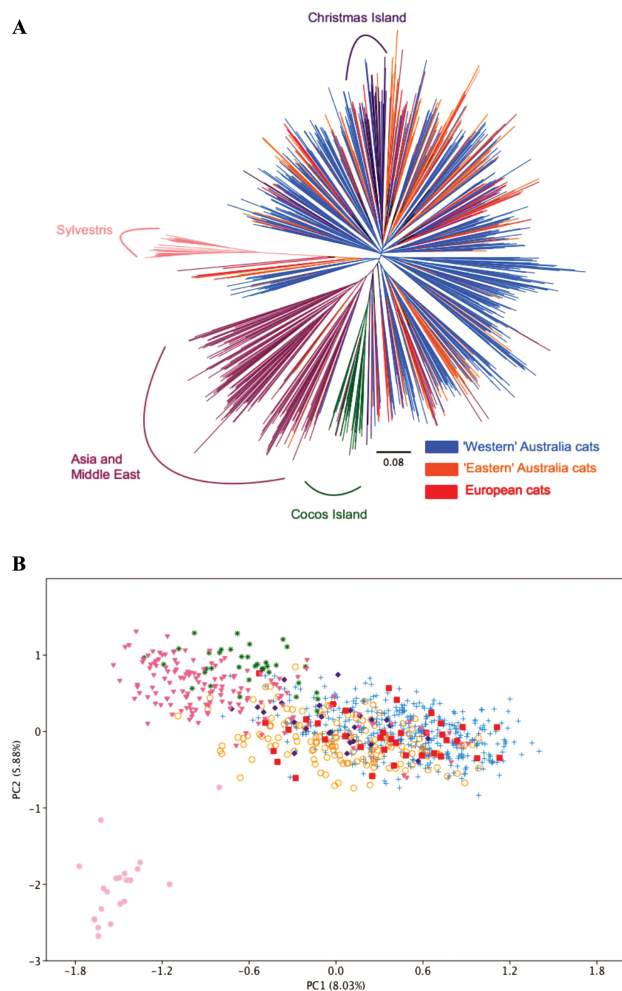 A
Christmas Island
Sylvestris
Asia and
Middle East
0.08
'Western' Australia cats
'Eastern' Australia cats
European cats
Cocos Island
B
1
0
-1
-2
-3
PC2 (5.88%)
-1.8 -1.2 -0.6 0.0 0.6 1.2 1.8
PC1 (8.03%)